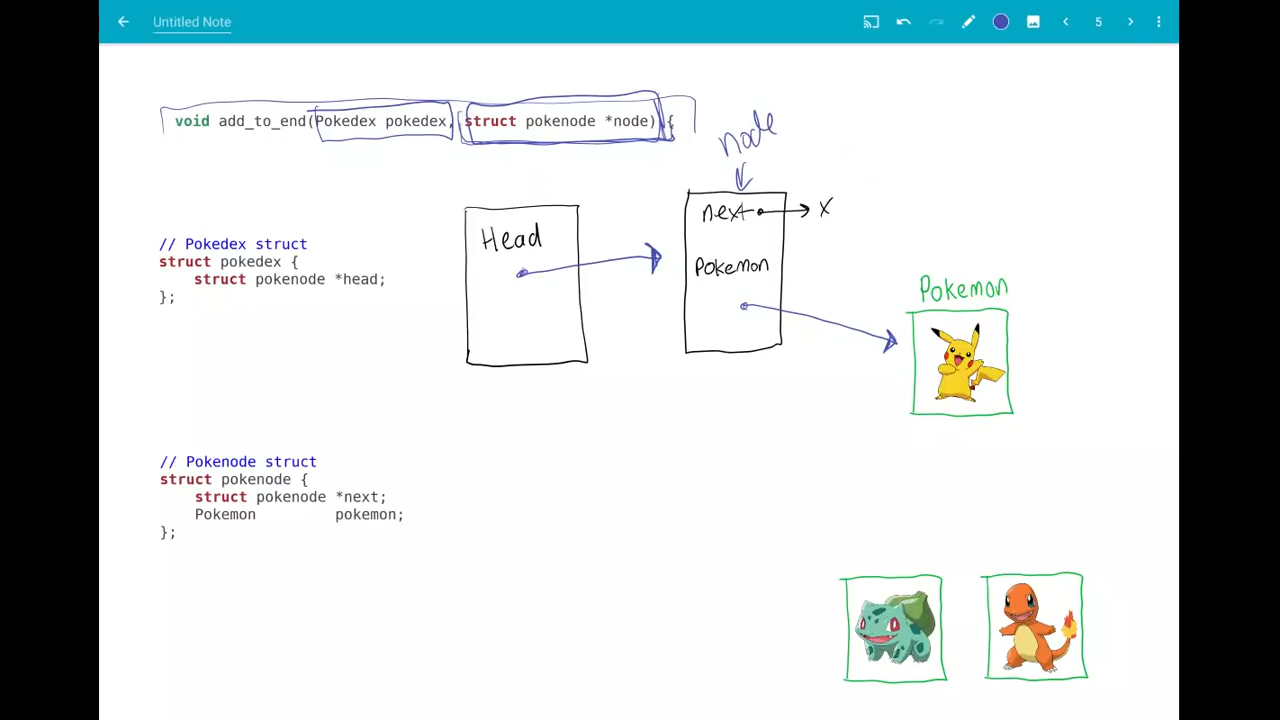 Untitled Note
5
void add_to_end(Pokedex pokedex, struct pokenode *node) {
node
next
X
Head
Pokemon
// Pokedex struct
struct pokedex {
struct pokenode *head;
};
Pokemon
// Pokenode struct
struct pokenode {
struct pokenode *next;
Pokemon pokemon;
};